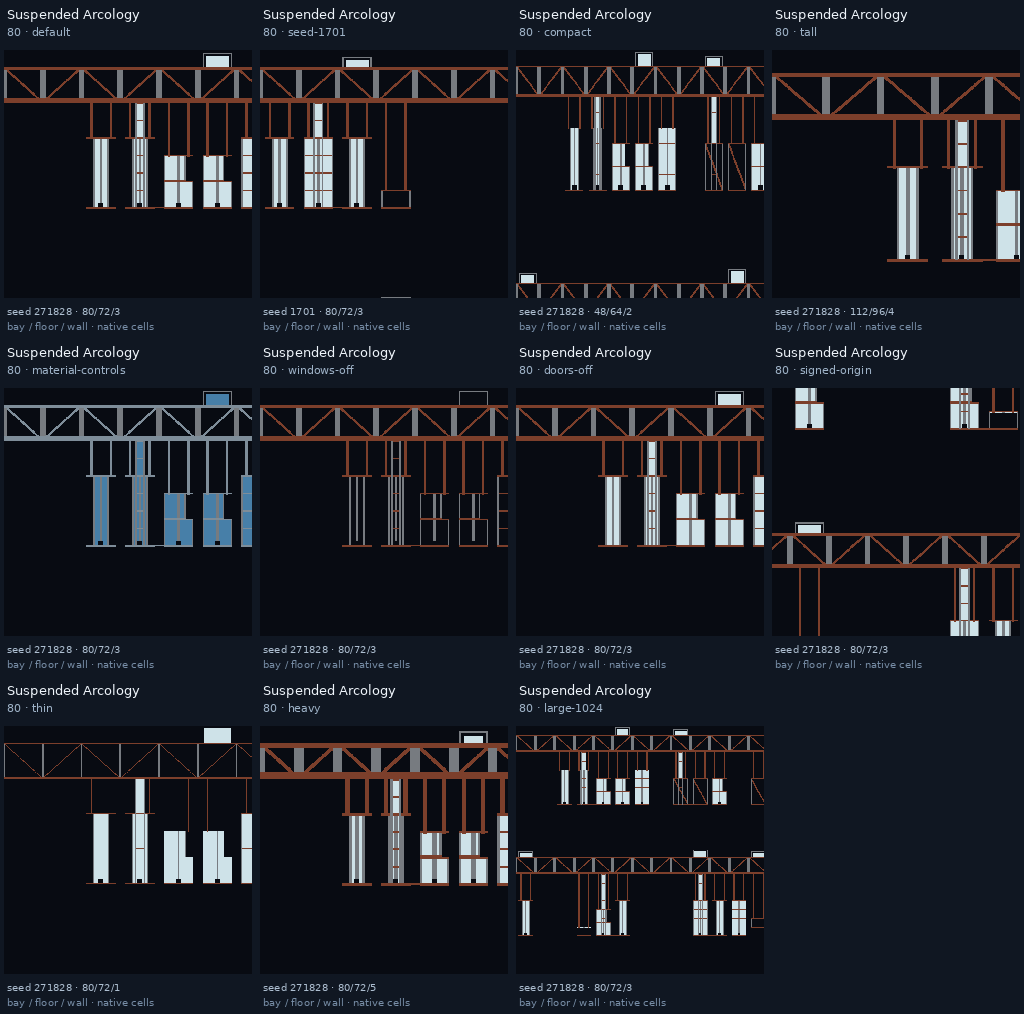 Suspended Arcology
80 · default
seed 271828 · 80/72/3
bay / floor / wall · native cells
Suspended Arcology
80 · seed-1701
seed 1701 · 80/72/3
bay / floor / wall · native cells
Suspended Arcology
80 · compact
seed 271828 · 48/64/2
bay / floor / wall · native cells
Suspended Arcology
80 · tall
seed 271828 · 112/96/4
bay / floor / wall · native cells
Suspended Arcology
80 · material-controls
seed 271828 · 80/72/3
bay / floor / wall · native cells
Suspended Arcology
80 · windows-off
seed 271828 · 80/72/3
bay / floor / wall · native cells
Suspended Arcology
80 · doors-off
seed 271828 · 80/72/3
bay / floor / wall · native cells
Suspended Arcology
80 · signed-origin
seed 271828 · 80/72/3
bay / floor / wall · native cells
Suspended Arcology
80 · thin
seed 271828 · 80/72/1
bay / floor / wall · native cells
Suspended Arcology
80 · heavy
seed 271828 · 80/72/5
bay / floor / wall · native cells
Suspended Arcology
80 · large-1024
seed 271828 · 80/72/3
bay / floor / wall · native cells